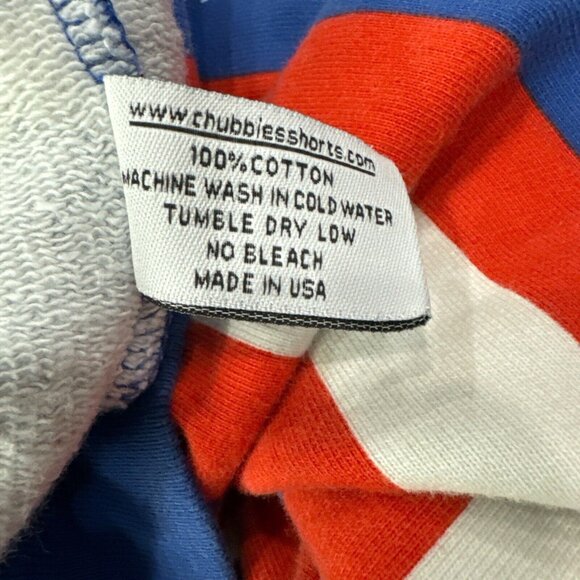 www.chubbiesshorts.com
100% COTTON
MACHINE WASH IN COLD WATER
TUMBLE DRY LOW
NO BLEACH
MADE IN USA